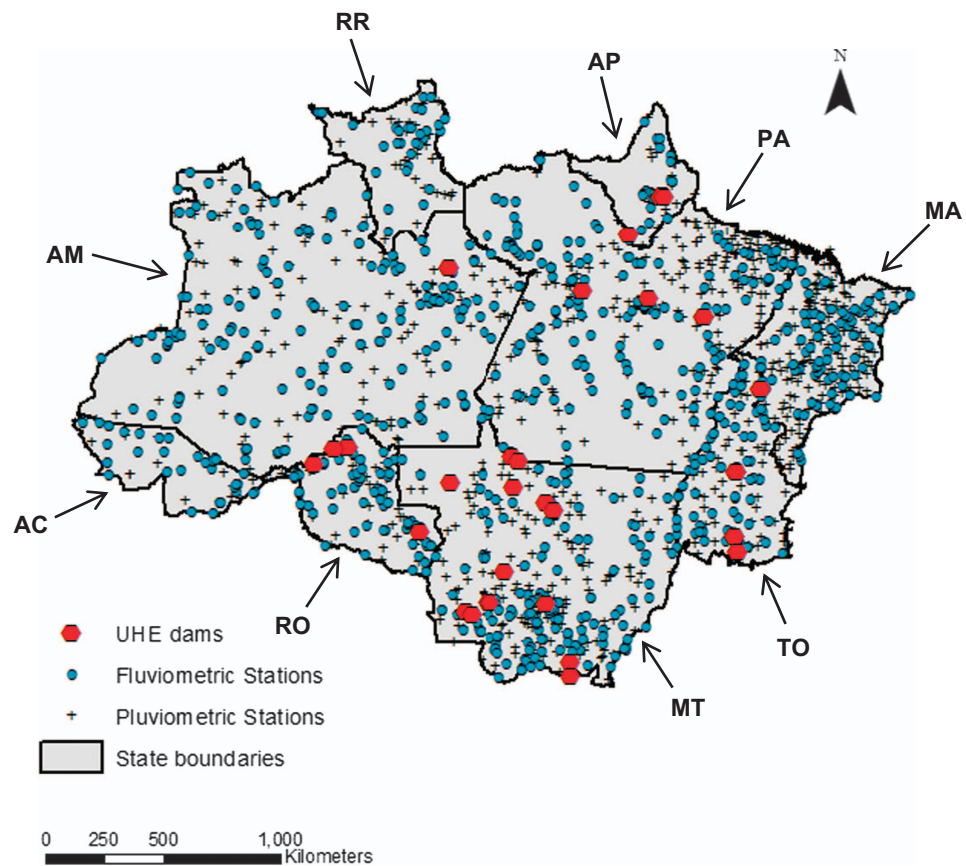 RR
AP
N
PA
MA
AM
AC
RO
TO
MT
UHE dams
Fluviometric Stations
Pluviometric Stations
State boundaries
0 250 500 1,000
Kilometers